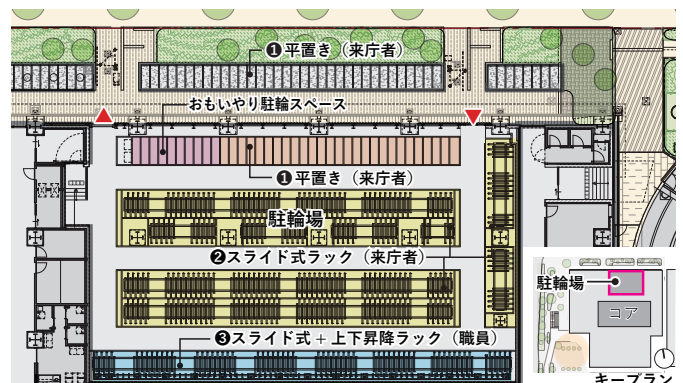 ❶平置き（来庁者）
おもいやり駐輪スペース
❶平置き（来庁者）
駐輪場
❷スライド式ラック（来庁者）
❸スライド式＋上下昇降ラック（職員）
駐輪場
コア
キープラン